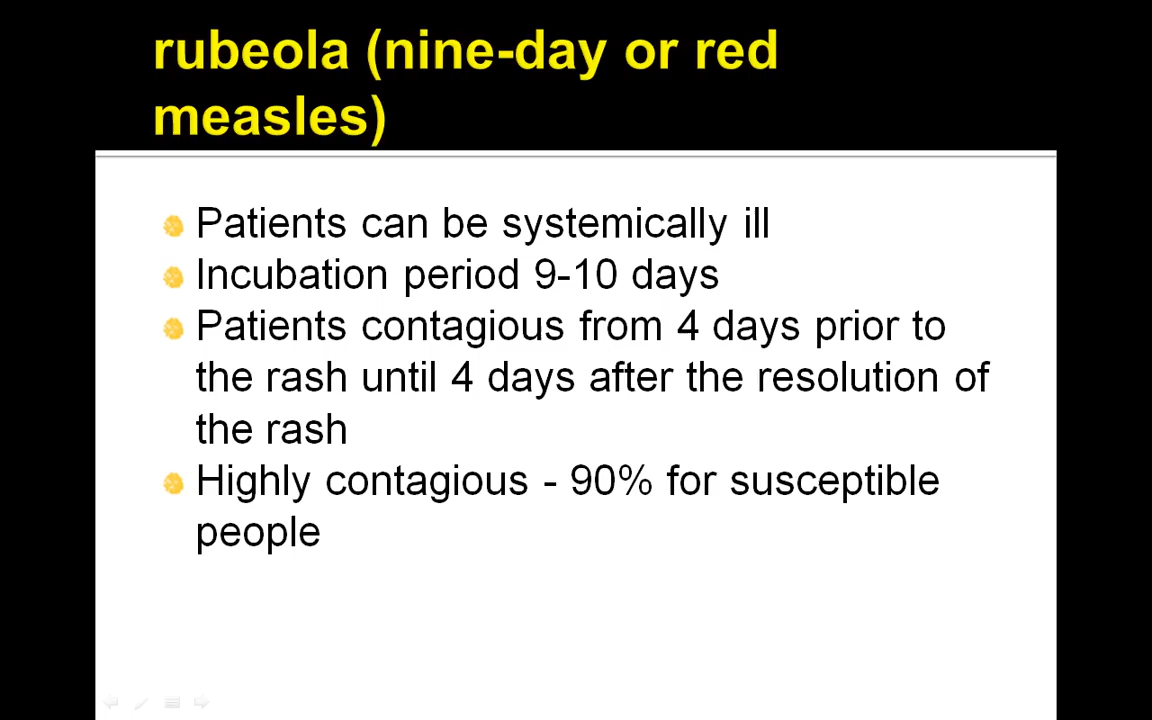 rubeola (nine-day or red
measles)
Patients can be systemically ill
Incubation period 9-10 days
Patients contagious from 4 days prior to
the rash until 4 days after the resolution of
the rash
Highly contagious - 90% for susceptible
people